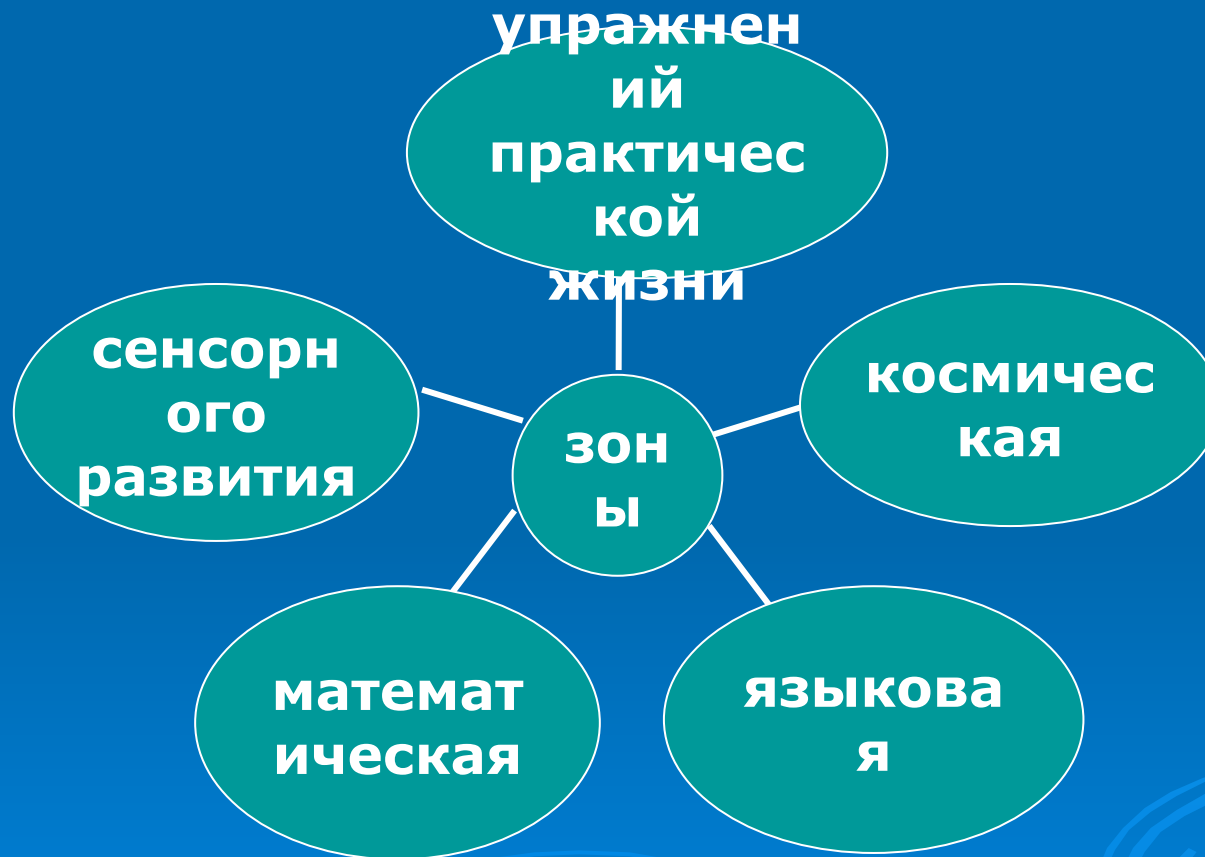 упражнен
ий
практичес
кой
жизни
сенсорн
ого
развития
космичес
кая
зон
ы
математ
ическая
языкова
я